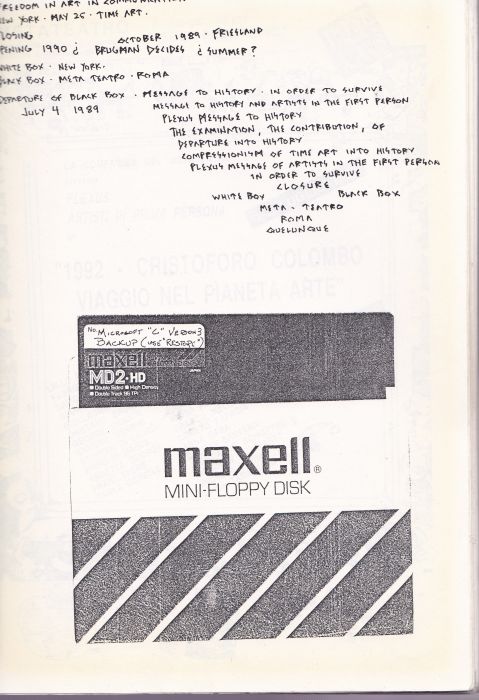 FREEDOM IN ART IN COMMUNICATION.
NEW YORK · MAY 25 · TIME ART.
CLOSING OCTOBER 1989 · FRIESLAND
OPENING 1990 ¿ BRUGMAN DECIDES ¿ SUMMER?
WHITE BOX · NEW YORK.
BLACK BOX · META TEATRO · ROMA
DEPARTURE OF BLACK BOX · MESSAGE TO HISTORY · IN ORDER TO SURVIVE
JULY 4 1989 MESSAGE TO HISTORY AND ARTISTS IN THE FIRST PERSON
PLEXUS MESSAGE TO HISTORY
THE EXAMINATION, THE CONTRIBUTION, OF
DEPARTURE INTO HISTORY
COMPRESSIONISM OF TIME ART INTO HISTORY
PLEXUS MESSAGE OF ARTISTS IN THE FIRST PERSON
IN ORDER TO SURVIVE
CLOSURE
WHITE BOX BLACK BOX
META · TEATRO
ROMA
QUELUNQUE
"1992 · CRISTOFORO COLOMBO
VIAGGIO NEL PIANETA ARTE"
No. MICROSOFT "C" VERSION 3
BACKUP (USE "RESTORE")
maxell
MD2-HD
JAPAN
Double Sided High Density
Double Track 96 TPI
maxell®
MINI-FLOPPY DISK